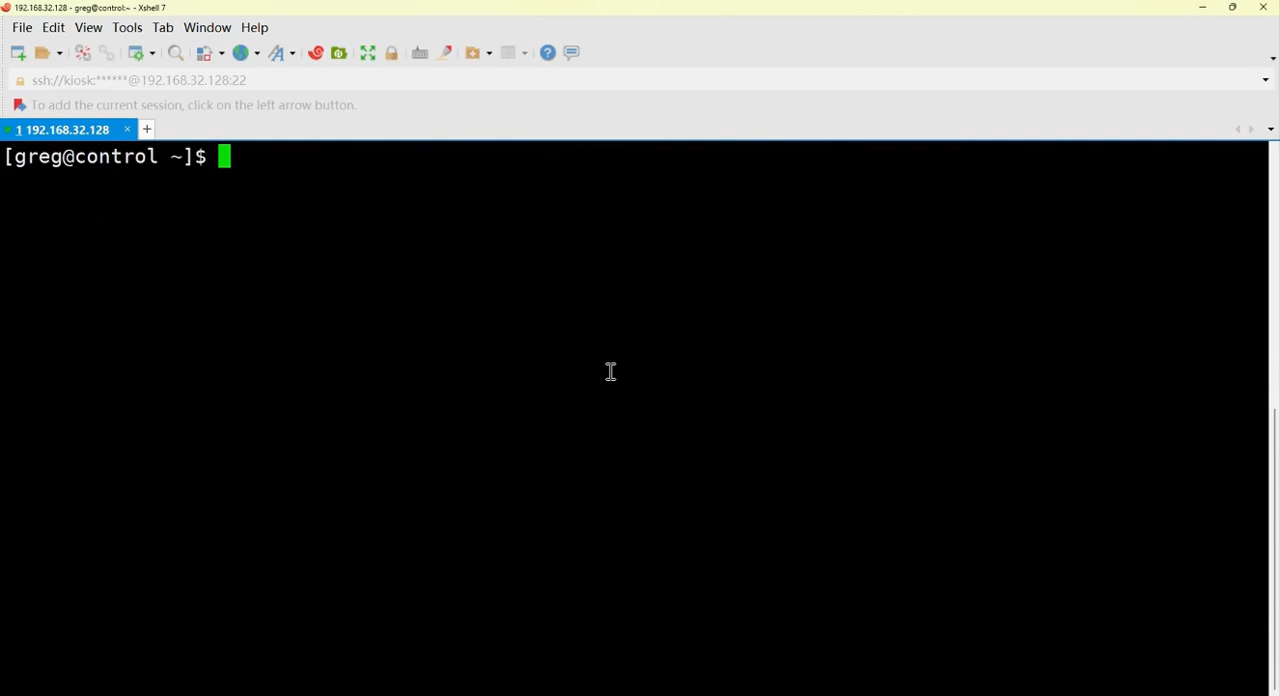 192.168.32.128 - greg@control:~ - Xshell 7
File Edit View Tools Tab Window Help
ssh://kiosk:******@192.168.32.128:22
To add the current session, click on the left arrow button.
1 192.168.32.128 × +
[greg@control ~]$